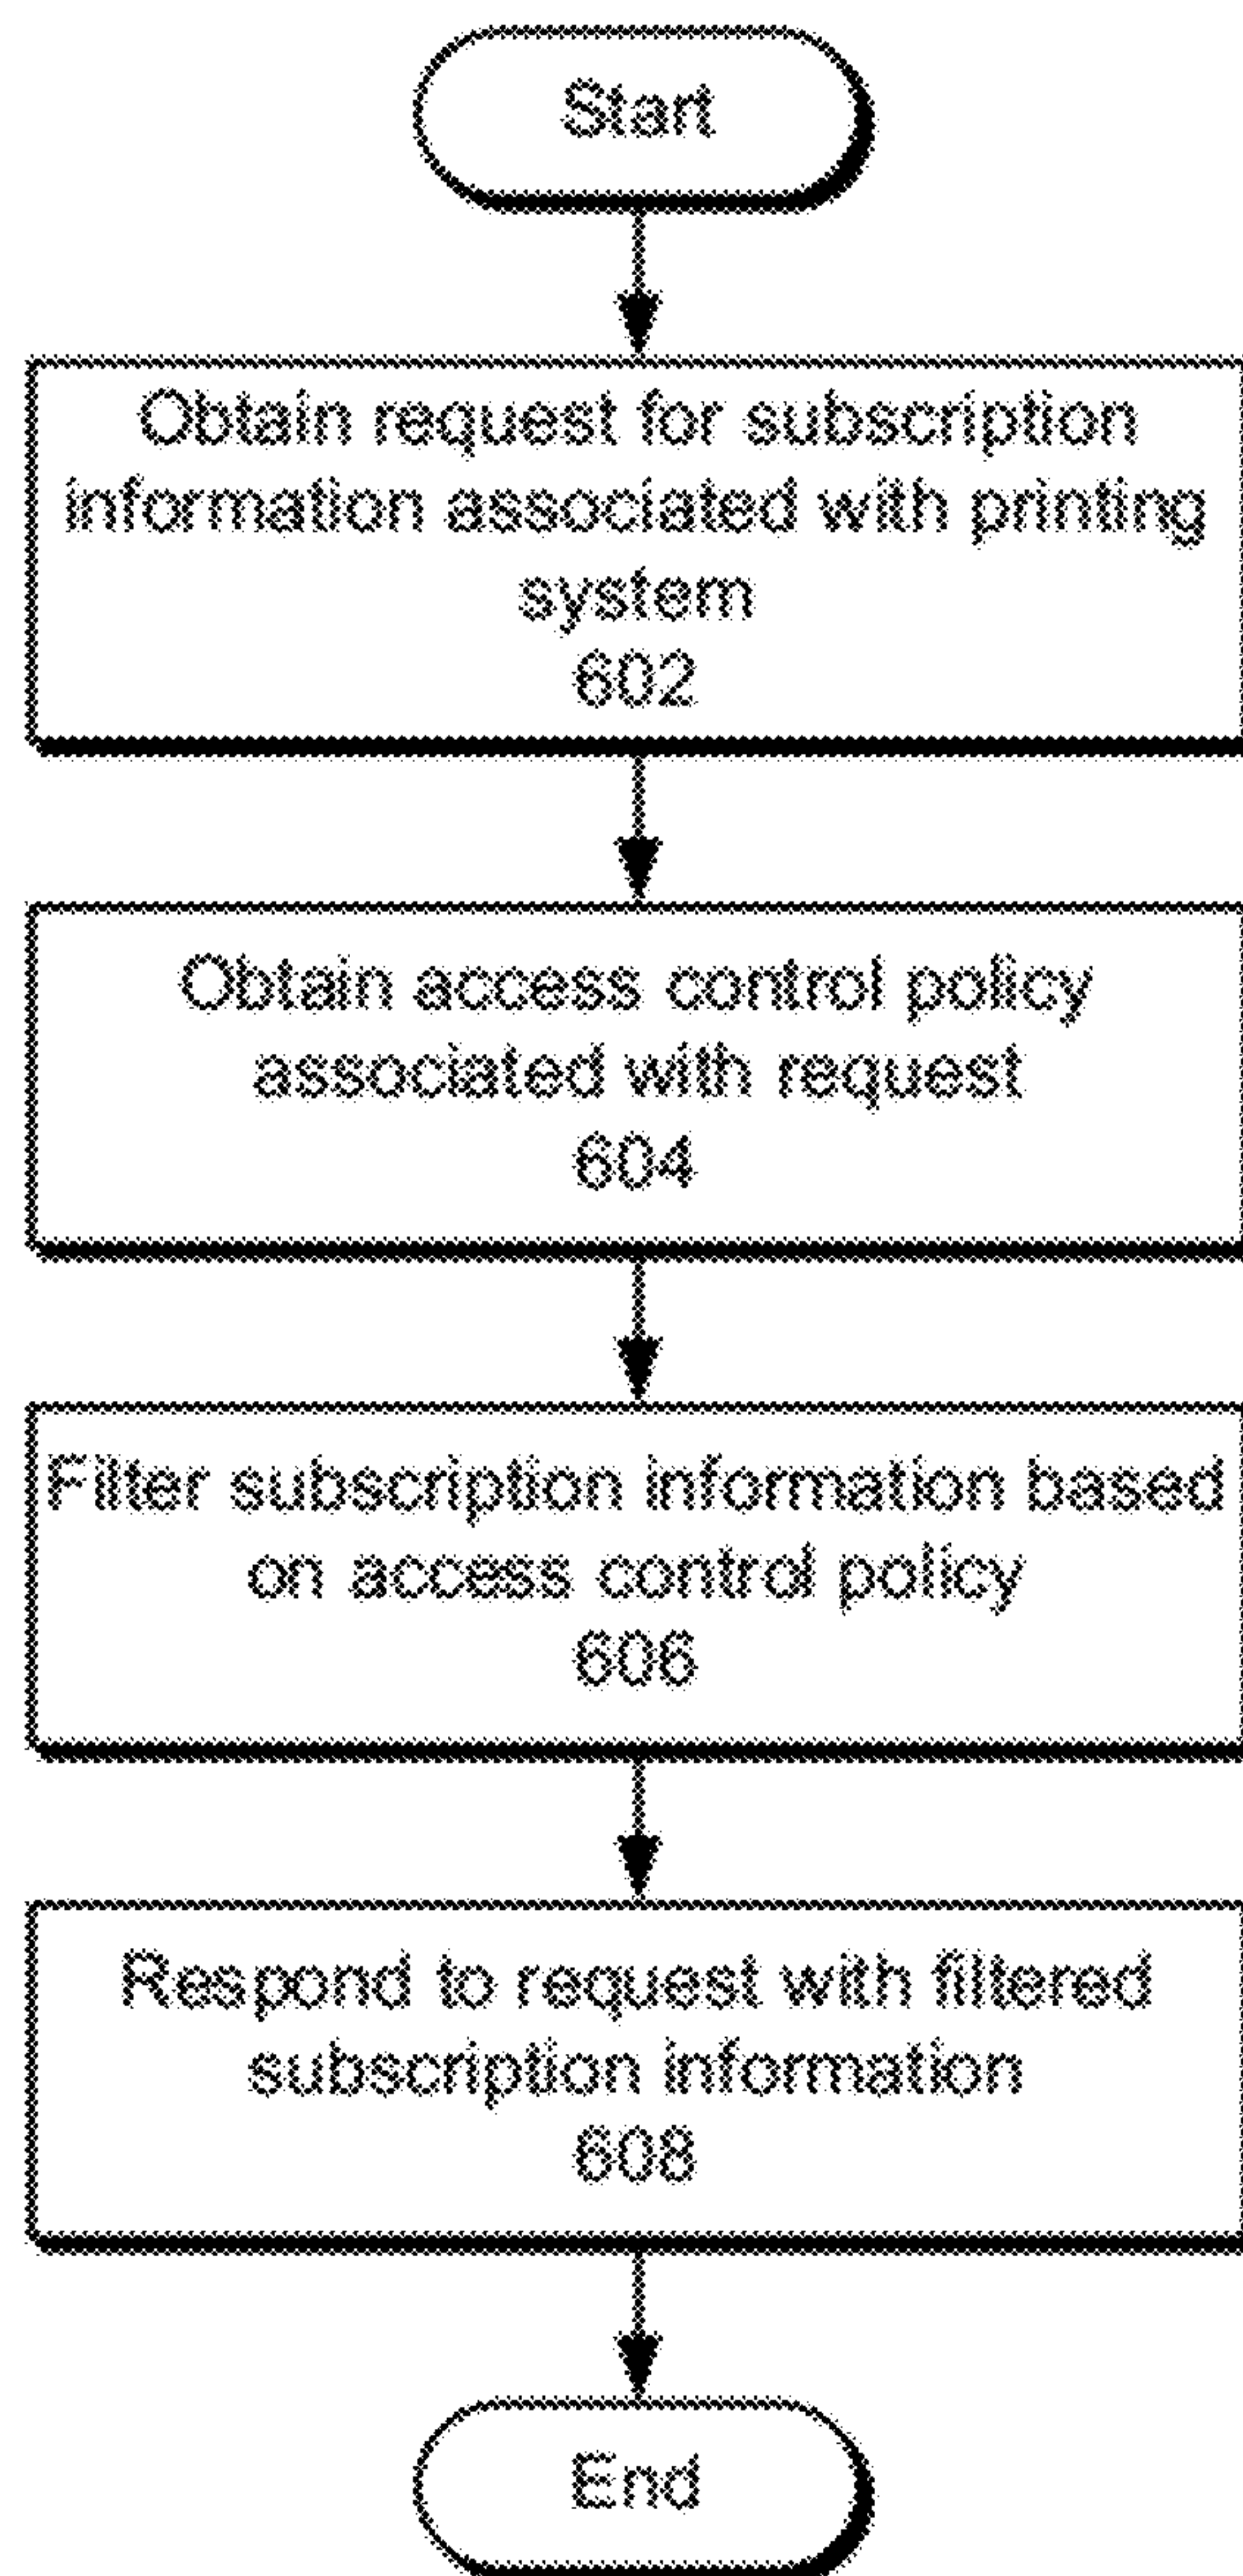 Start
Obtain request for subscription
information associated with printing
system
602
Obtain access control policy
associated with request
604
Filter subscription information based
on access control policy
606
Respond to request with filtered
subscription information
608
End